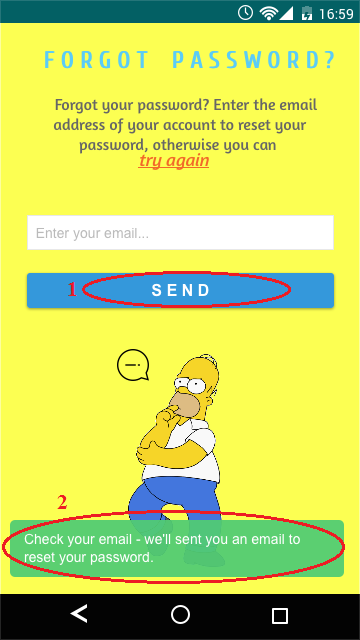 16:59
FORGOT PASSWORD?
Forgot your password? Enter the email
address of your account to reset your
password, otherwise you can
try again
Enter your email...
1 SEND
2
Check your email - we'll sent you an email to
reset your password.